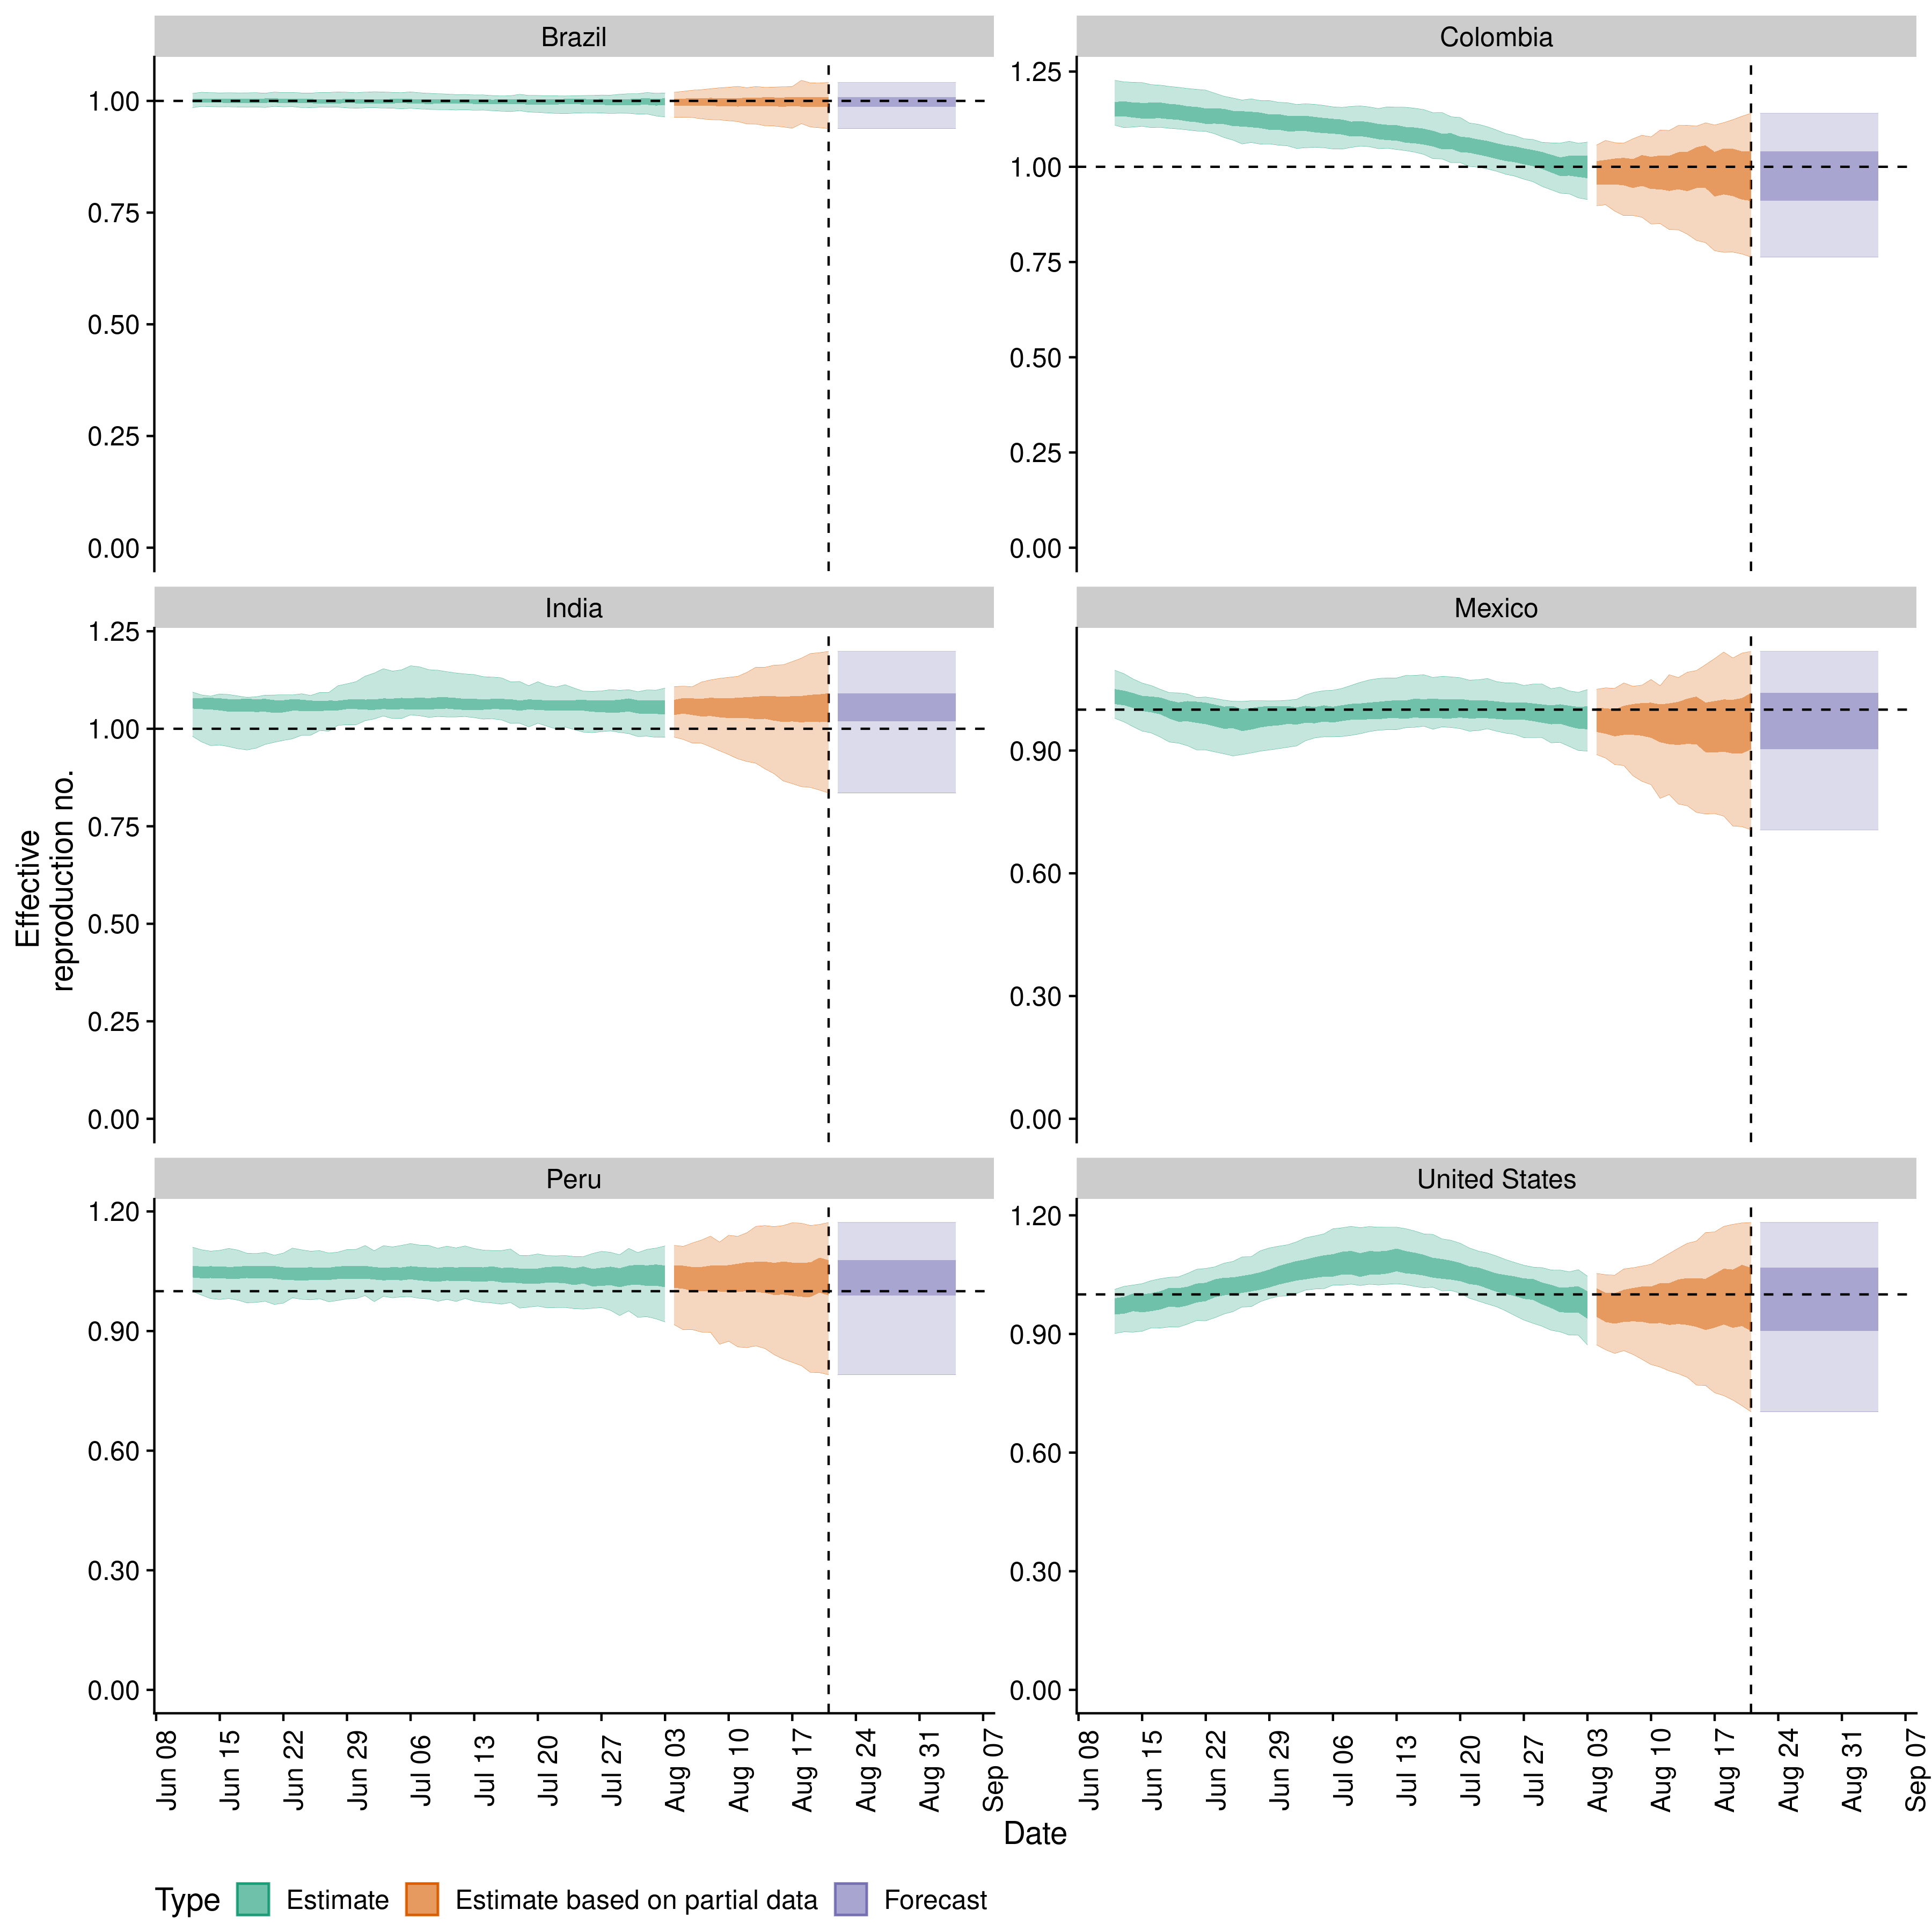 Brazil
Colombia
1.00
0.75
0.50
0.25
0.00
1.25
1.00
0.75
0.50
0.25
0.00
India
Mexico
1.25
1.00
0.75
0.50
0.25
0.00
0.90
0.60
0.30
0.00
Effective
reproduction no.
Peru
United States
1.20
0.90
0.60
0.30
0.00
1.20
0.90
0.60
0.30
0.00
Jun 08
Jun 15
Jun 22
Jun 29
Jul 06
Jul 13
Jul 20
Jul 27
Aug 03
Aug 10
Aug 17
Aug 24
Aug 31
Sep 07
Jun 08
Jun 15
Jun 22
Jun 29
Jul 06
Jul 13
Jul 20
Jul 27
Aug 03
Aug 10
Aug 17
Aug 24
Aug 31
Sep 07
Date
Type Estimate Estimate based on partial data Forecast